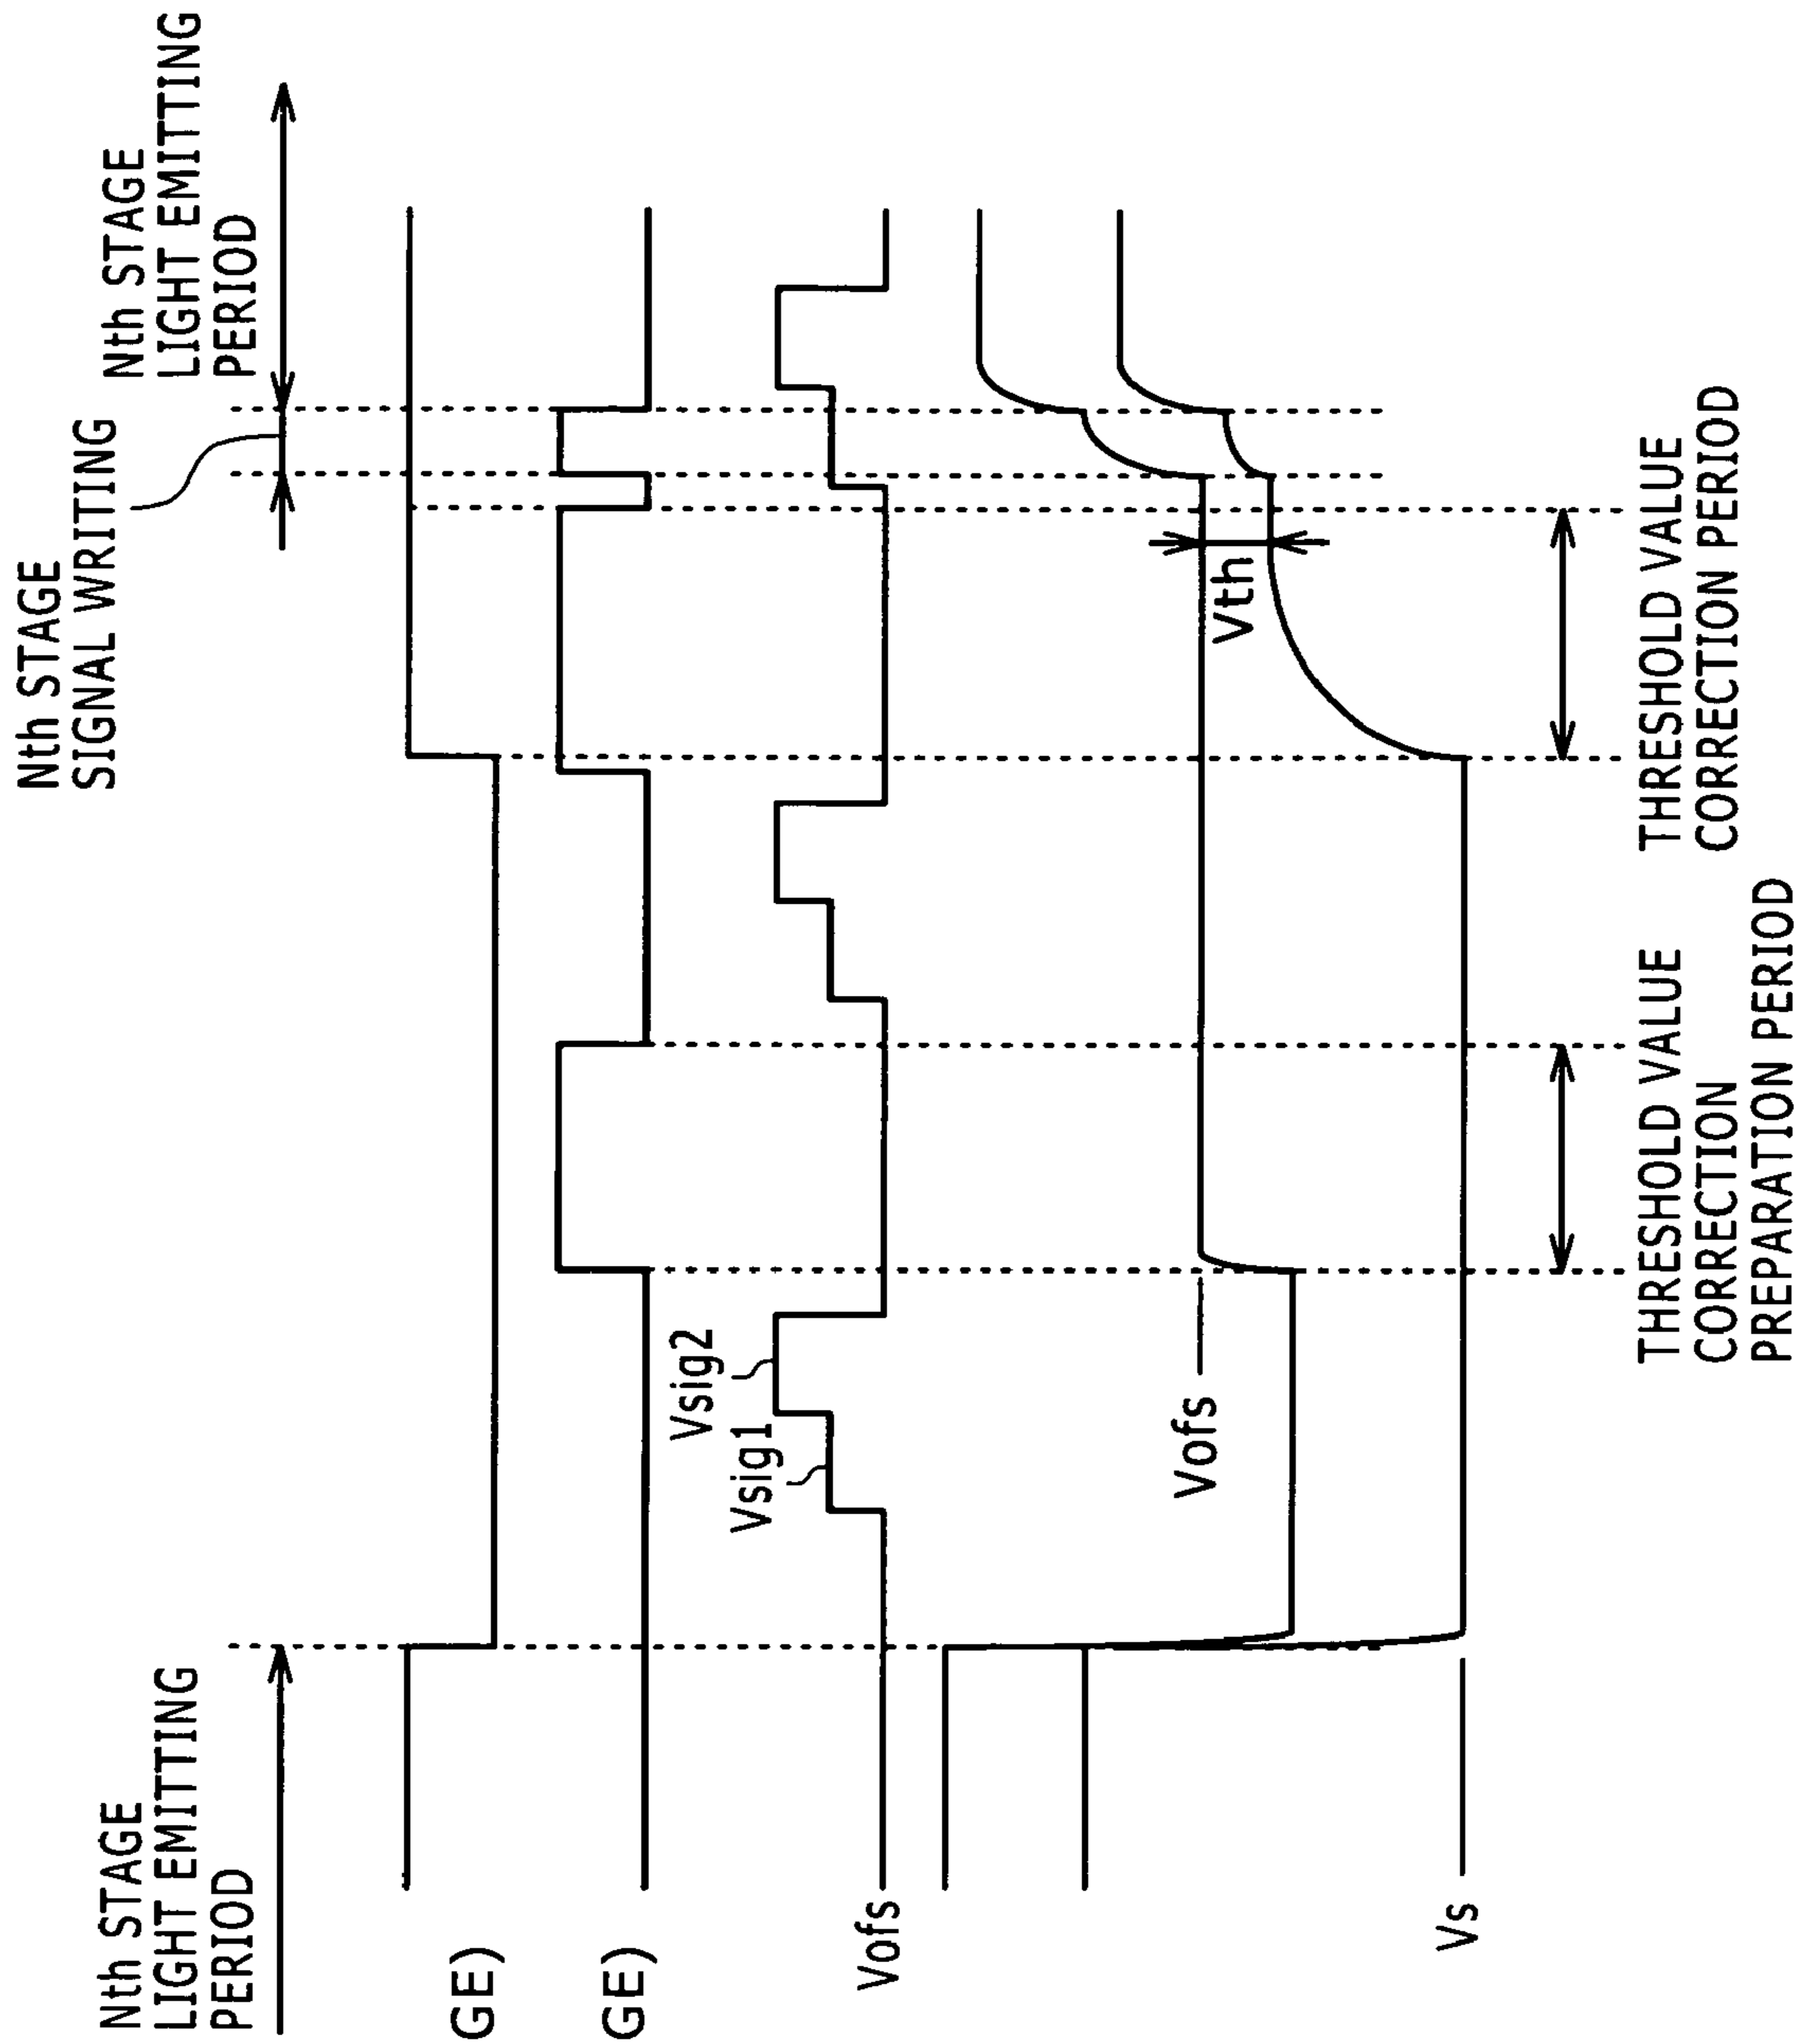 Nth STAGE
LIGHT EMITTING
PERIOD
Nth STAGE
SIGNAL WRITING
Nth STAGE
LIGHT EMITTING
PERIOD
GE)
GE)
Vsig1
Vsig2
Vofs
Vofs
Vth
Vs
THRESHOLD VALUE
CORRECTION
PREPARATION PERIOD
THRESHOLD VALUE
CORRECTION PERIOD